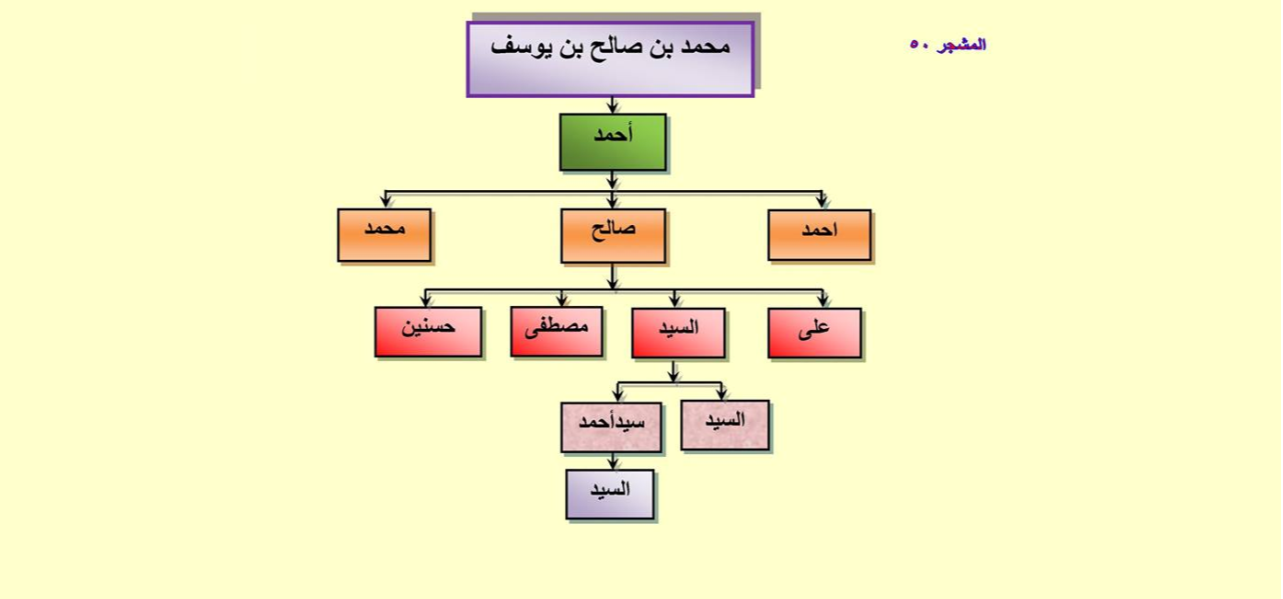 المشجر ٥٠
محمد بن صالح بن يوسف
أحمد
احمد
صالح
محمد
على
السيد
مصطفى
حسنين
السيد
سيدأحمد
السيد